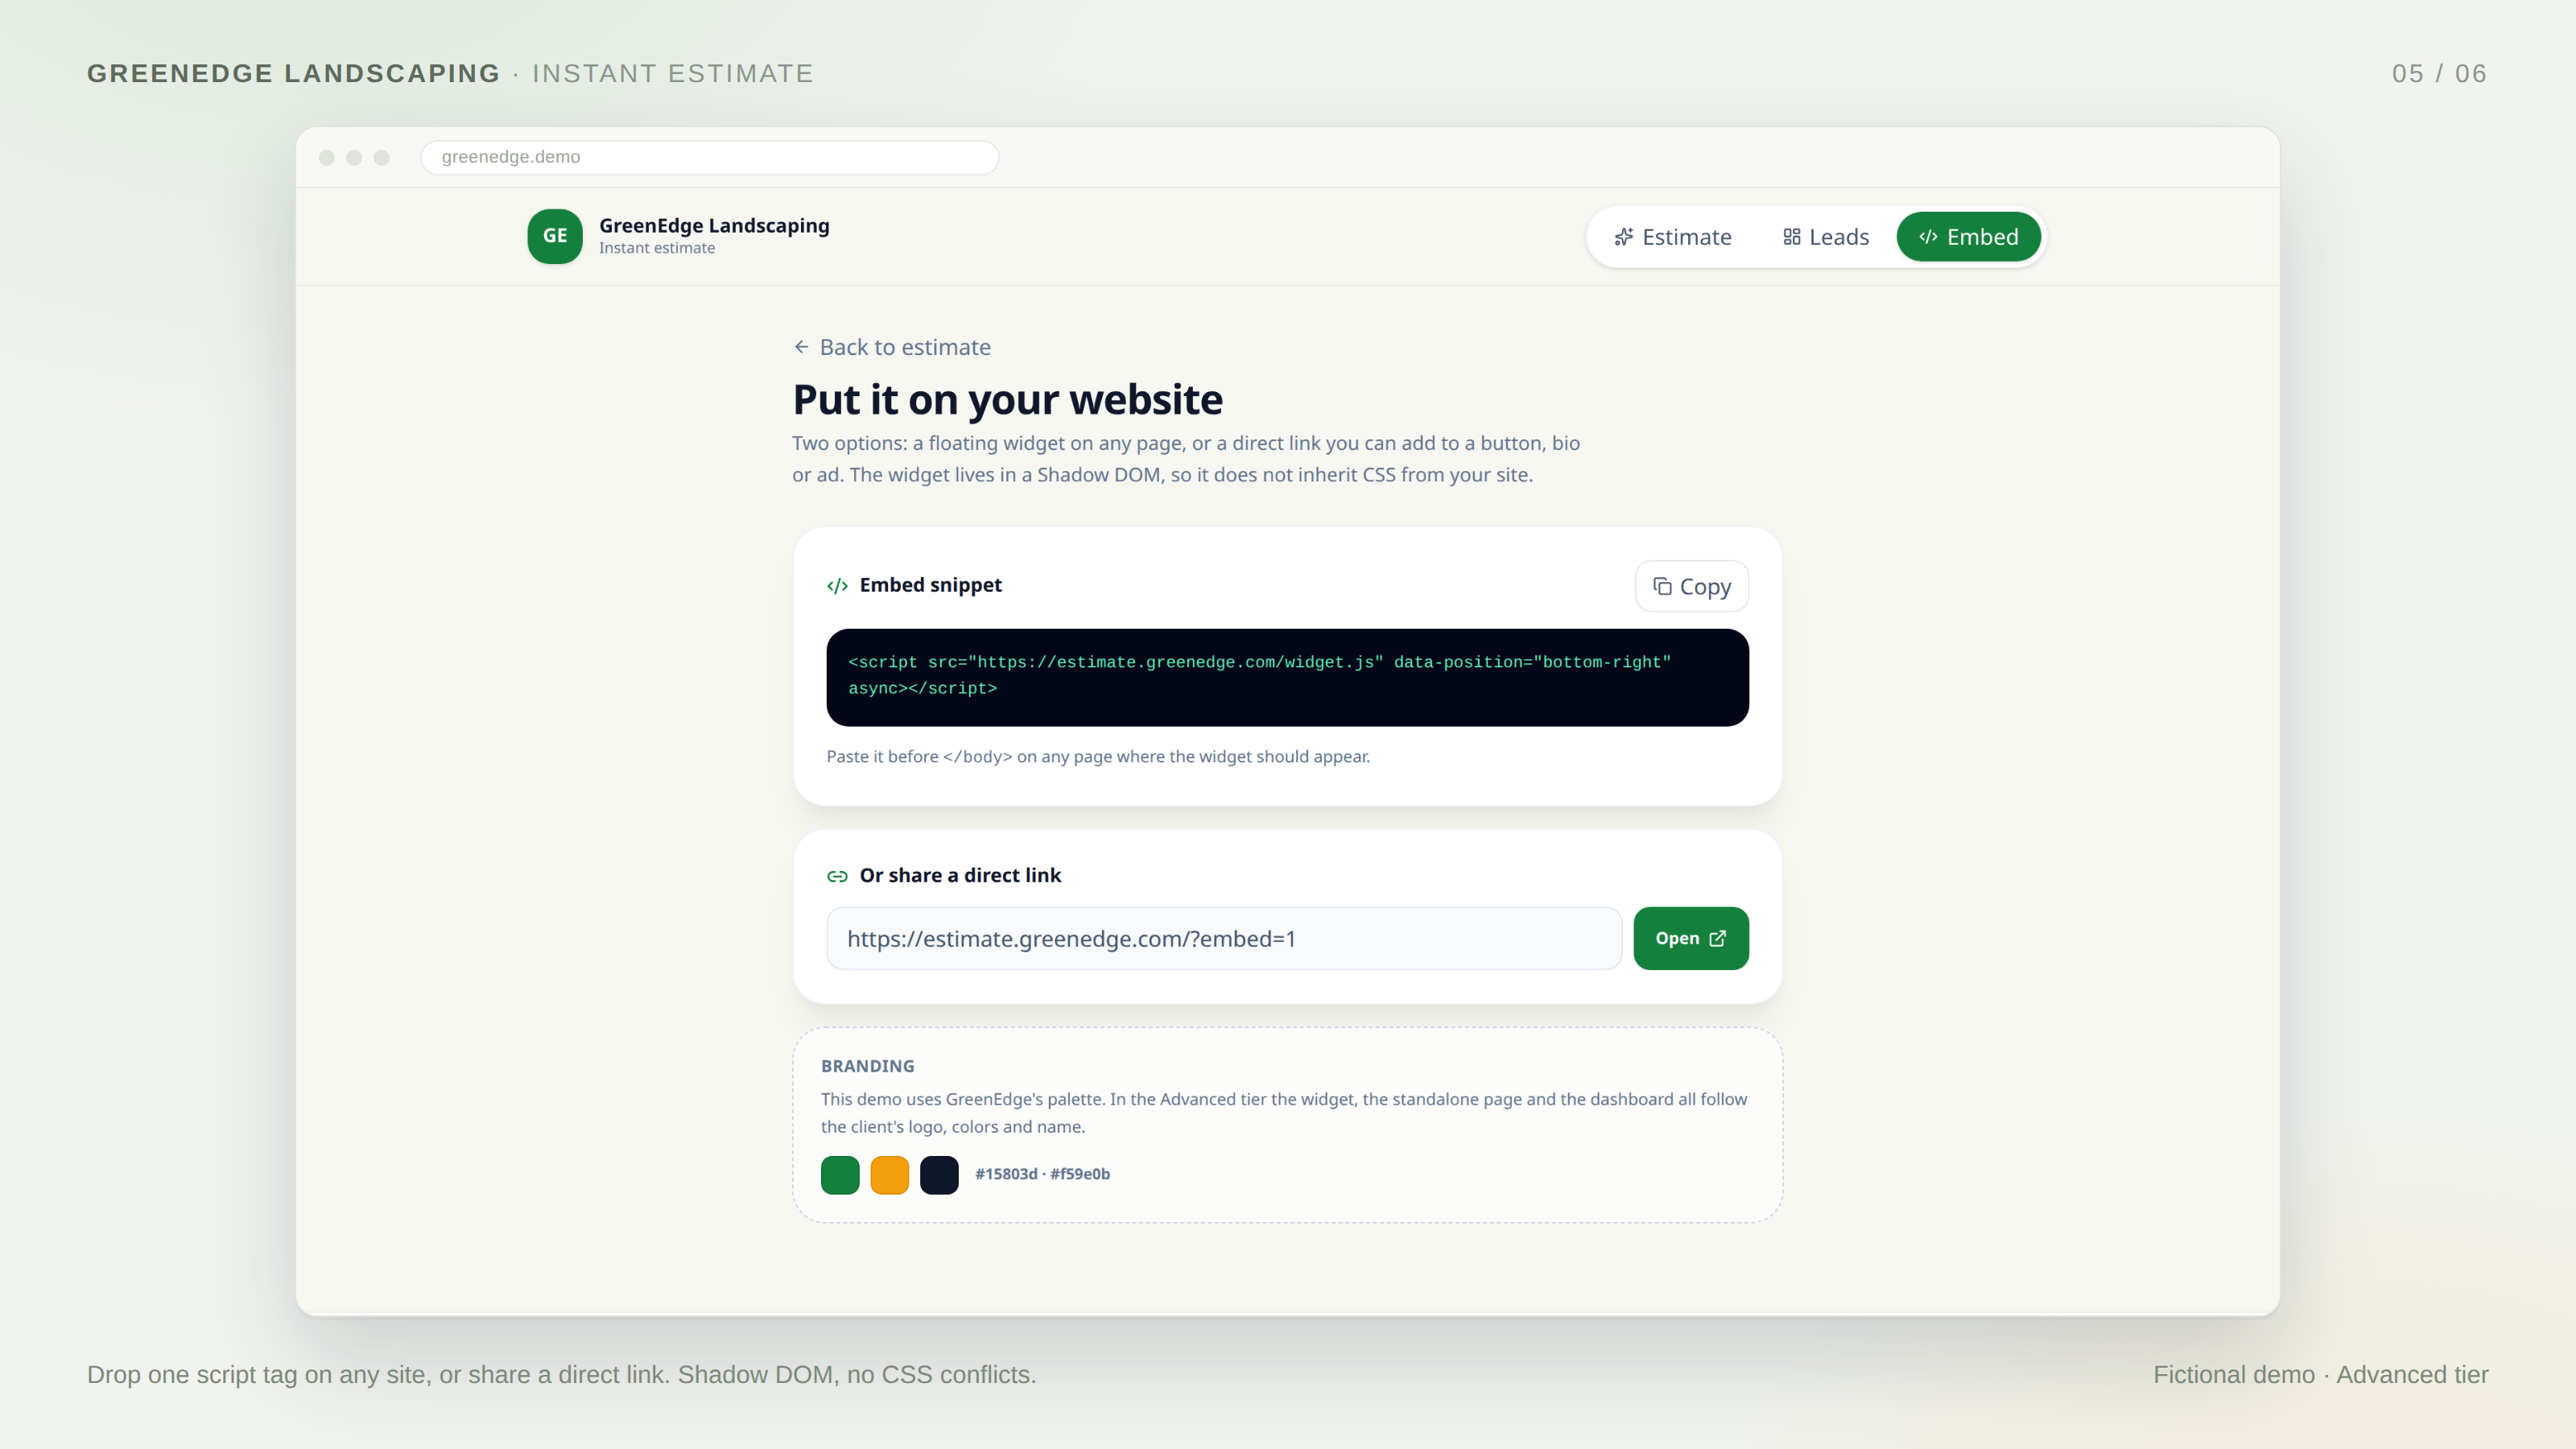 GREENEDGE LANDSCAPING · INSTANT ESTIMATE
05 / 06
greenedge.demo
GE
GreenEdge Landscaping
Instant estimate
Estimate
Leads
Embed
Back to estimate
Put it on your website
Two options: a floating widget on any page, or a direct link you can add to a button, bio
or ad. The widget lives in a Shadow DOM, so it does not inherit CSS from your site.
Embed snippet
Copy
<script src="https://estimate.greenedge.com/widget.js" data-position="bottom-right"
async></script>
Paste it before </body> on any page where the widget should appear.
Or share a direct link
https://estimate.greenedge.com/?embed=1
Open
BRANDING
This demo uses GreenEdge's palette. In the Advanced tier the widget, the standalone page and the dashboard all follow
the client's logo, colors and name.
#15803d · #f59e0b
Drop one script tag on any site, or share a direct link. Shadow DOM, no CSS conflicts.
Fictional demo · Advanced tier